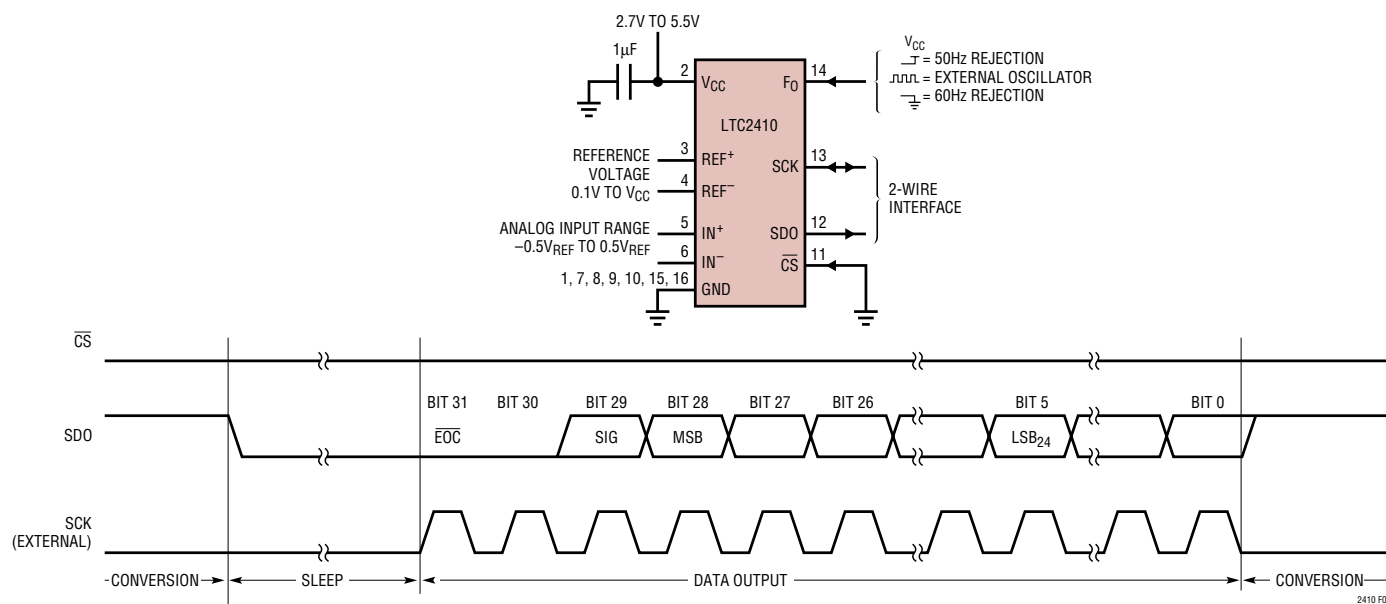 2.7V TO 5.5V
1µF
2
VCC
LTC2410
FO
14
VCC
= 50Hz REJECTION
= EXTERNAL OSCILLATOR
= 60Hz REJECTION
REFERENCE
VOLTAGE
0.1V TO VCC
3
REF+
4
REF−
SCK
13
2-WIRE
INTERFACE
ANALOG INPUT RANGE
−0.5VREF TO 0.5VREF
5
IN+
6
IN−
SDO
12
CS
11
1, 7, 8, 9, 10, 15, 16
GND
CS
BIT 31 BIT 30 BIT 29 BIT 28 BIT 27 BIT 26 BIT 5 BIT 0
SDO
EOC SIG MSB LSB24
SCK
(EXTERNAL)
CONVERSION SLEEP DATA OUTPUT CONVERSION
2410 F0